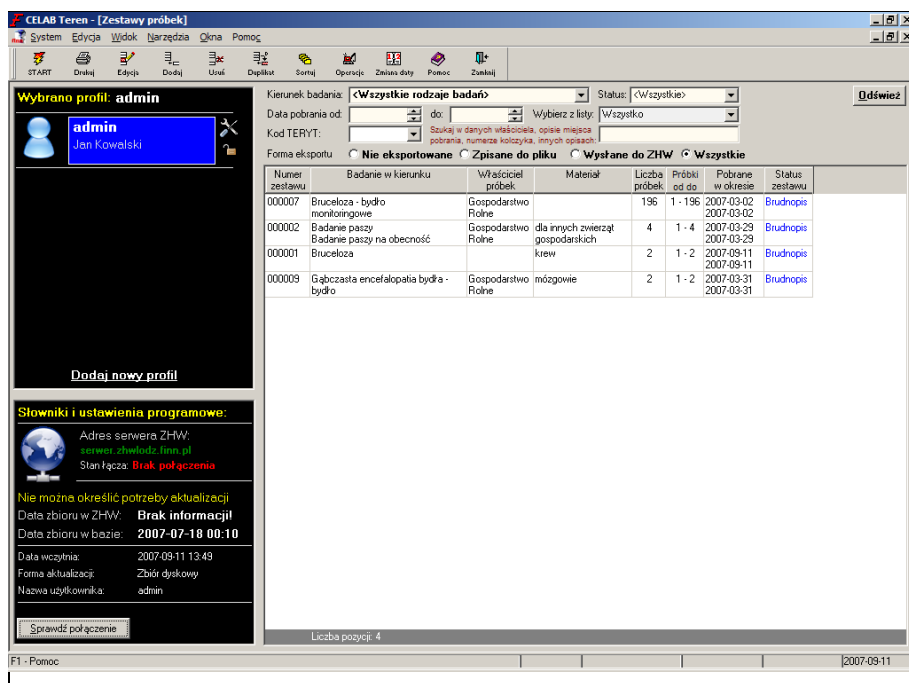 CELAB Teren - [Zestawy próbek]
System Edycja Widok Narzędzia Okna Pomoc
START Drukuj Edycja Dodaj Usuń Duplikat Sortuj Operacje Zmiana daty Pomoc Zamknij
Wybrano profil: admin
admin
Jan Kowalski
Dodaj nowy profil
Słowniki i ustawienia programowe:
Adres serwera ZHW:
serwer.zhwlodz.finn.pl
Stan łącza: Brak połączenia
Nie można określić potrzeby aktualizacji
Data zbioru w ZHW: Brak informacji!
Data zbioru w bazie: 2007-07-18 00:10
Data wczytnia: 2007-09-11 13:49
Forma aktualizacji: Zbiór dyskowy
Nazwa użytkownika: admin
Sprawdź połączenie
Kierunek badania: <Wszystkie rodzaje badań> Status: <Wszystkie> Odśwież
Data pobrania od: do: Wybierz z listy: Wszystko
Kod TERYT: Szukaj w danych właściciela, opisie miejsca
pobrania, numerze kolczyka, innych opisach:
Forma eksportu Nie eksportowane Zpisane do pliku Wysłane do ZHW Wszystkie
Numer Badanie w kierunku Właściciel Materiał Liczba Próbki Pobrane Status
zestawu próbek próbek od do w okresie zestawu
000007 Bruceloza - bydło Gospodarstwo 196 1 - 196 2007-03-02 Brudnopis
monitoringowe Rolne 2007-03-02
000002 Badanie paszy Gospodarstwo dla innych zwierząt 4 1 - 4 2007-03-29 Brudnopis
Badanie paszy na obecność Rolne gospodarskich 2007-03-29
000001 Bruceloza krew 2 1 - 2 2007-09-11 Brudnopis
2007-09-11
000009 Gąbczasta encefalopatia bydła - Gospodarstwo mózgowie 2 1 - 2 2007-03-31 Brudnopis
bydło Rolne 2007-03-31
Liczba pozycji: 4
F1 - Pomoc 2007-09-11